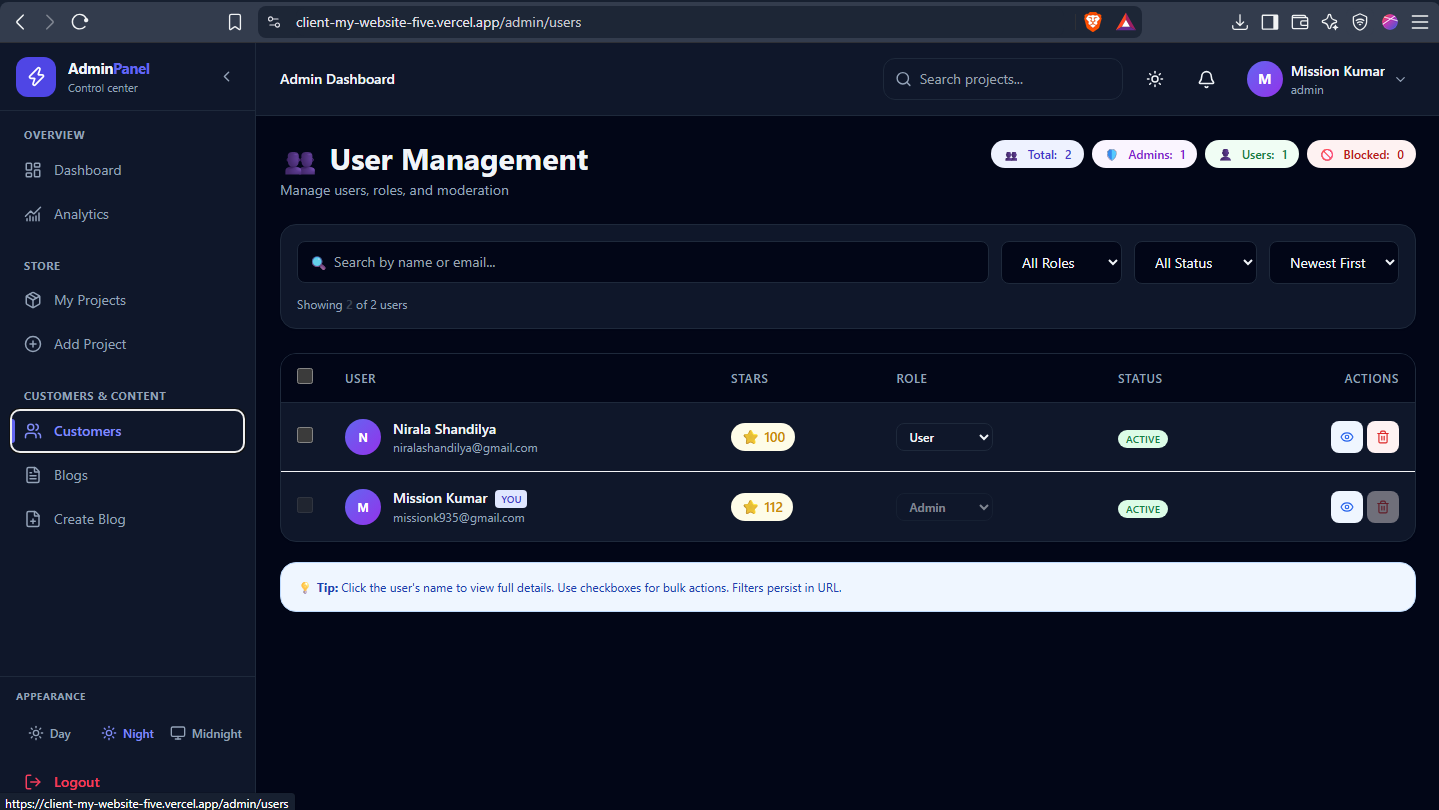 client-my-website-five.vercel.app/admin/users
AdminPanel
Control center
OVERVIEW
Dashboard
Analytics
STORE
My Projects
Add Project
CUSTOMERS & CONTENT
Customers
Blogs
Create Blog
APPEARANCE
Day Night Midnight
Logout
https://client-my-website-five.vercel.app/admin/users
Admin Dashboard
Search projects...
M
Mission Kumar
admin
User Management
Manage users, roles, and moderation
Total: 2
Admins: 1
Users: 1
Blocked: 0
Search by name or email...
All Roles
All Status
Newest First
Showing 2 of 2 users
USER STARS ROLE STATUS ACTIONS
N
Nirala Shandilya
niralashandilya@gmail.com
100
User
ACTIVE
M
Mission Kumar YOU
missionk935@gmail.com
112
Admin
ACTIVE
Tip: Click the user's name to view full details. Use checkboxes for bulk actions. Filters persist in URL.